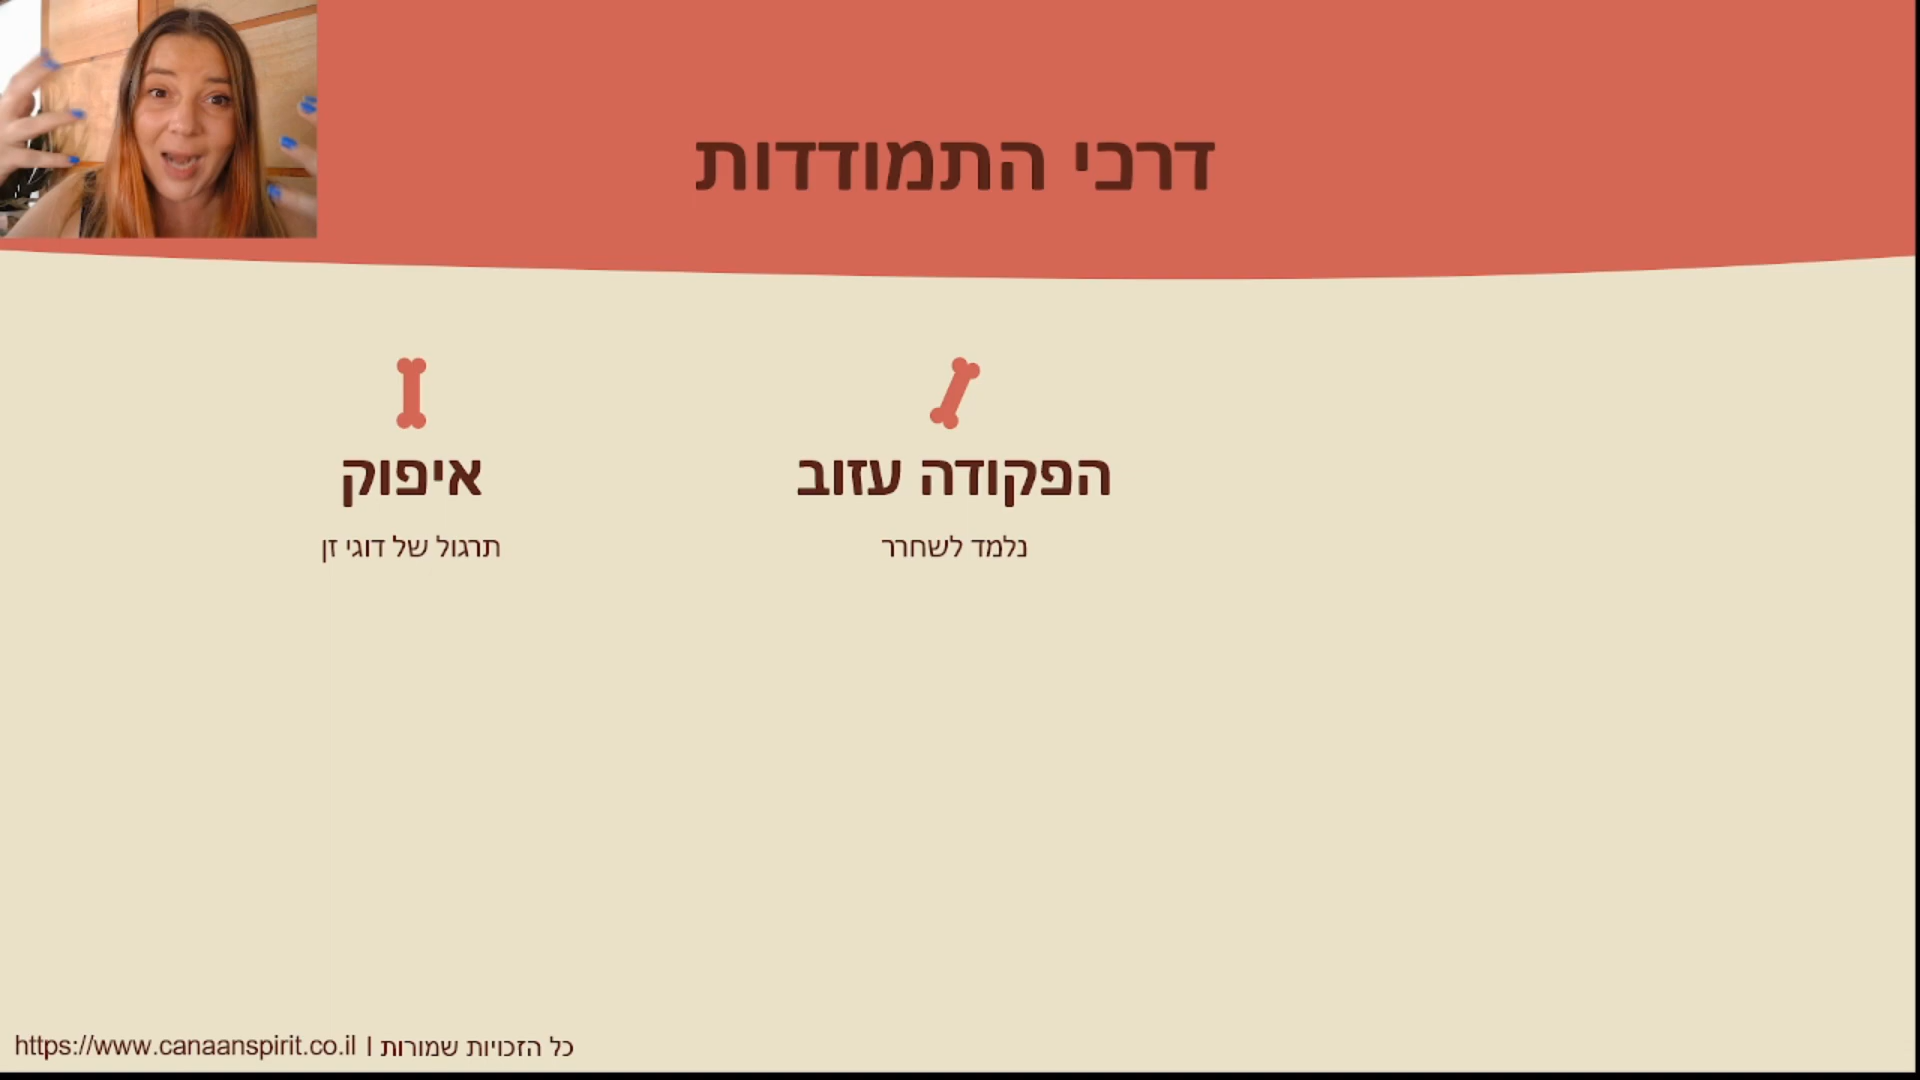 דרכי התמודדות
הפקודה עזוב
נלמד לשחרר
איפוק
תרגול של דוגי זן
כל הזכויות שמורות | https://www.canaanspirit.co.il